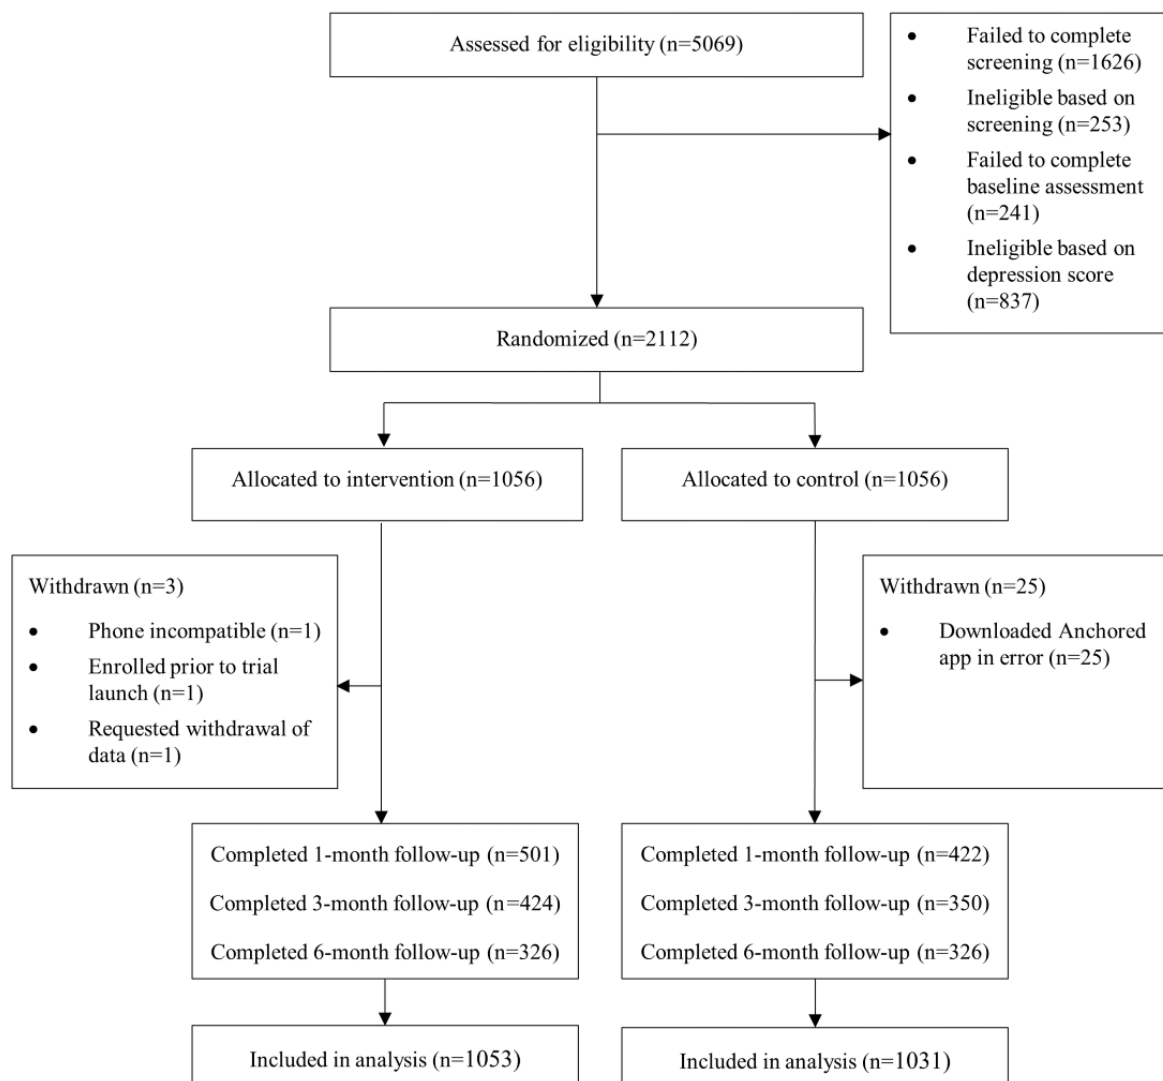 Assessed for eligibility (n=5069)
• Failed to complete
screening (n=1626)
• Ineligible based on
screening (n=253)
• Failed to complete
baseline assessment
(n=241)
• Ineligible based on
depression score
(n=837)
Randomized (n=2112)
Allocated to intervention (n=1056)
Allocated to control (n=1056)
Withdrawn (n=3)
• Phone incompatible (n=1)
• Enrolled prior to trial
launch (n=1)
• Requested withdrawal of
data (n=1)
Withdrawn (n=25)
• Downloaded Anchored
app in error (n=25)
Completed 1-month follow-up (n=501)
Completed 3-month follow-up (n=424)
Completed 6-month follow-up (n=326)
Completed 1-month follow-up (n=422)
Completed 3-month follow-up (n=350)
Completed 6-month follow-up (n=326)
Included in analysis (n=1053)
Included in analysis (n=1031)